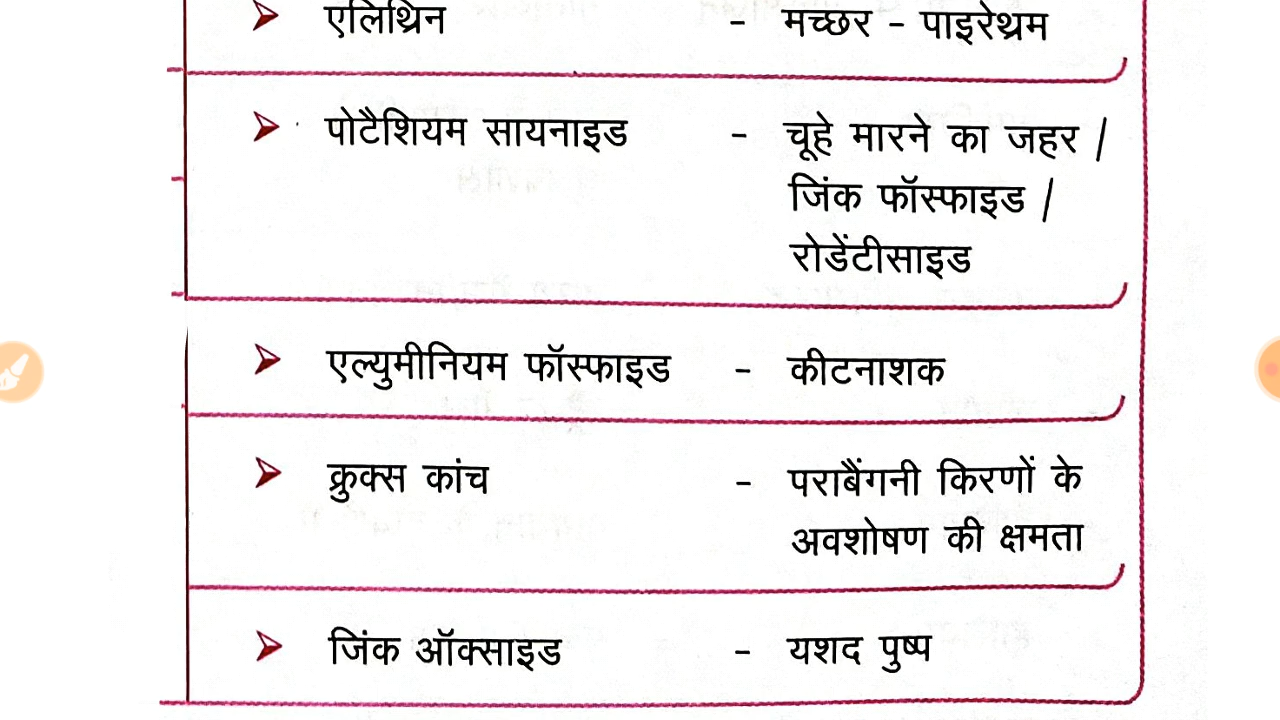 ➢ एलिथ्रिन - मच्छर - पाइरेथ्रम
➢ पोटैशियम सायनाइड - चूहे मारने का जहर /
जिंक फॉस्फाइड /
रोडेंटीसाइड
➢ एल्युमीनियम फॉस्फाइड - कीटनाशक
➢ क्रुक्स कांच - पराबैंगनी किरणों के
अवशोषण की क्षमता
➢ जिंक ऑक्साइड - यशद पुष्प